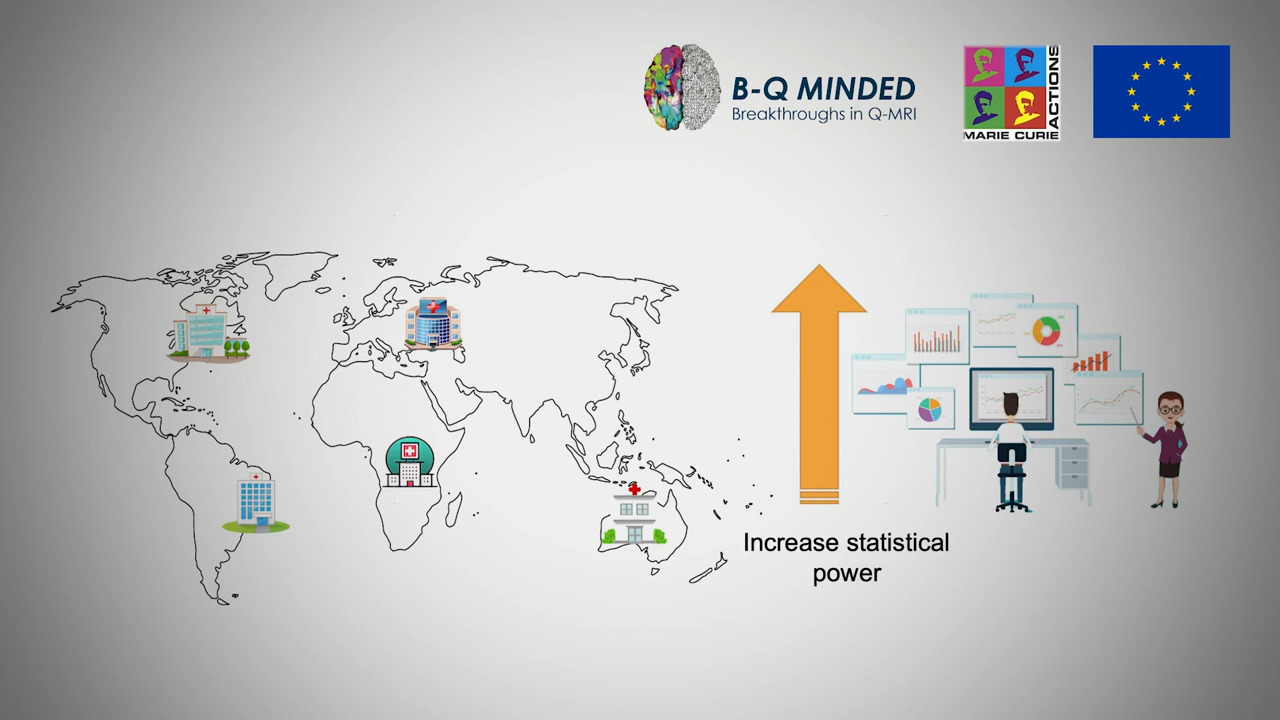 B-Q MINDED
Breakthroughs in Q-MRI
MARIE CURIE
ACTIONS
Increase statistical
power